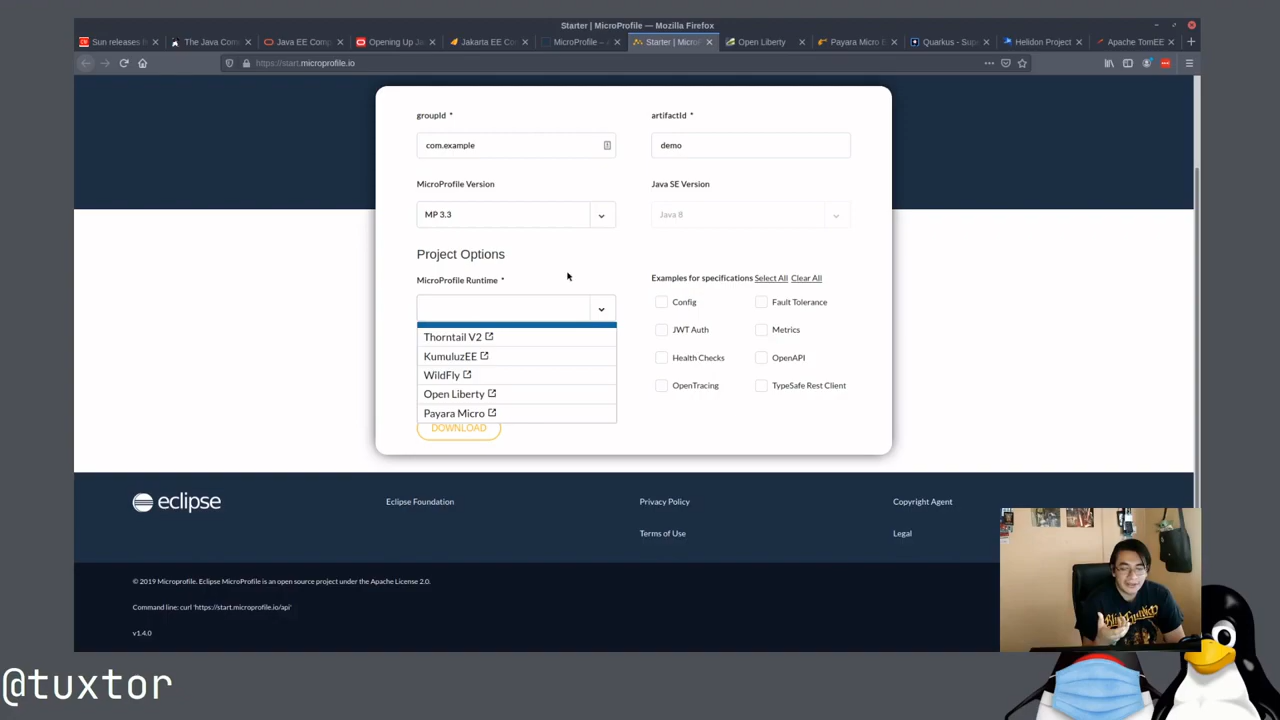 Starter | MicroProfile — Mozilla Firefox
Sun releases
The Java Com
Java EE Comp
Opening Up Ja
Jakarta EE Co
MicroProfile –
Starter | MicroP
Open Liberty
Payara Micro E
Quarkus - Sup
Helidon Project
Apache TomEE
https://start.microprofile.io
groupId *
artifactId *
com.example
demo
MicroProfile Version
Java SE Version
MP 3.3
Java 8
Project Options
MicroProfile Runtime *
Examples for specifications Select All Clear All
Config
Fault Tolerance
Thorntail V2
JWT Auth
Metrics
KumuluzEE
Health Checks
OpenAPI
WildFly
OpenTracing
TypeSafe Rest Client
Open Liberty
Payara Micro
DOWNLOAD
eclipse
Eclipse Foundation
Privacy Policy
Copyright Agent
Terms of Use
Legal
© 2019 Microprofile. Eclipse MicroProfile is an open source project under the Apache License 2.0.
Command line: curl 'https://start.microprofile.io/api'
v1.4.0
@tuxtor